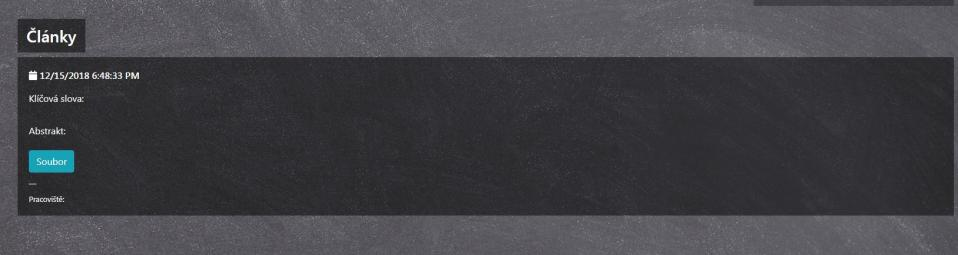 Články
12/15/2018 6:48:33 PM
Klíčová slova:
Abstrakt:
Soubor
—
Pracoviště: